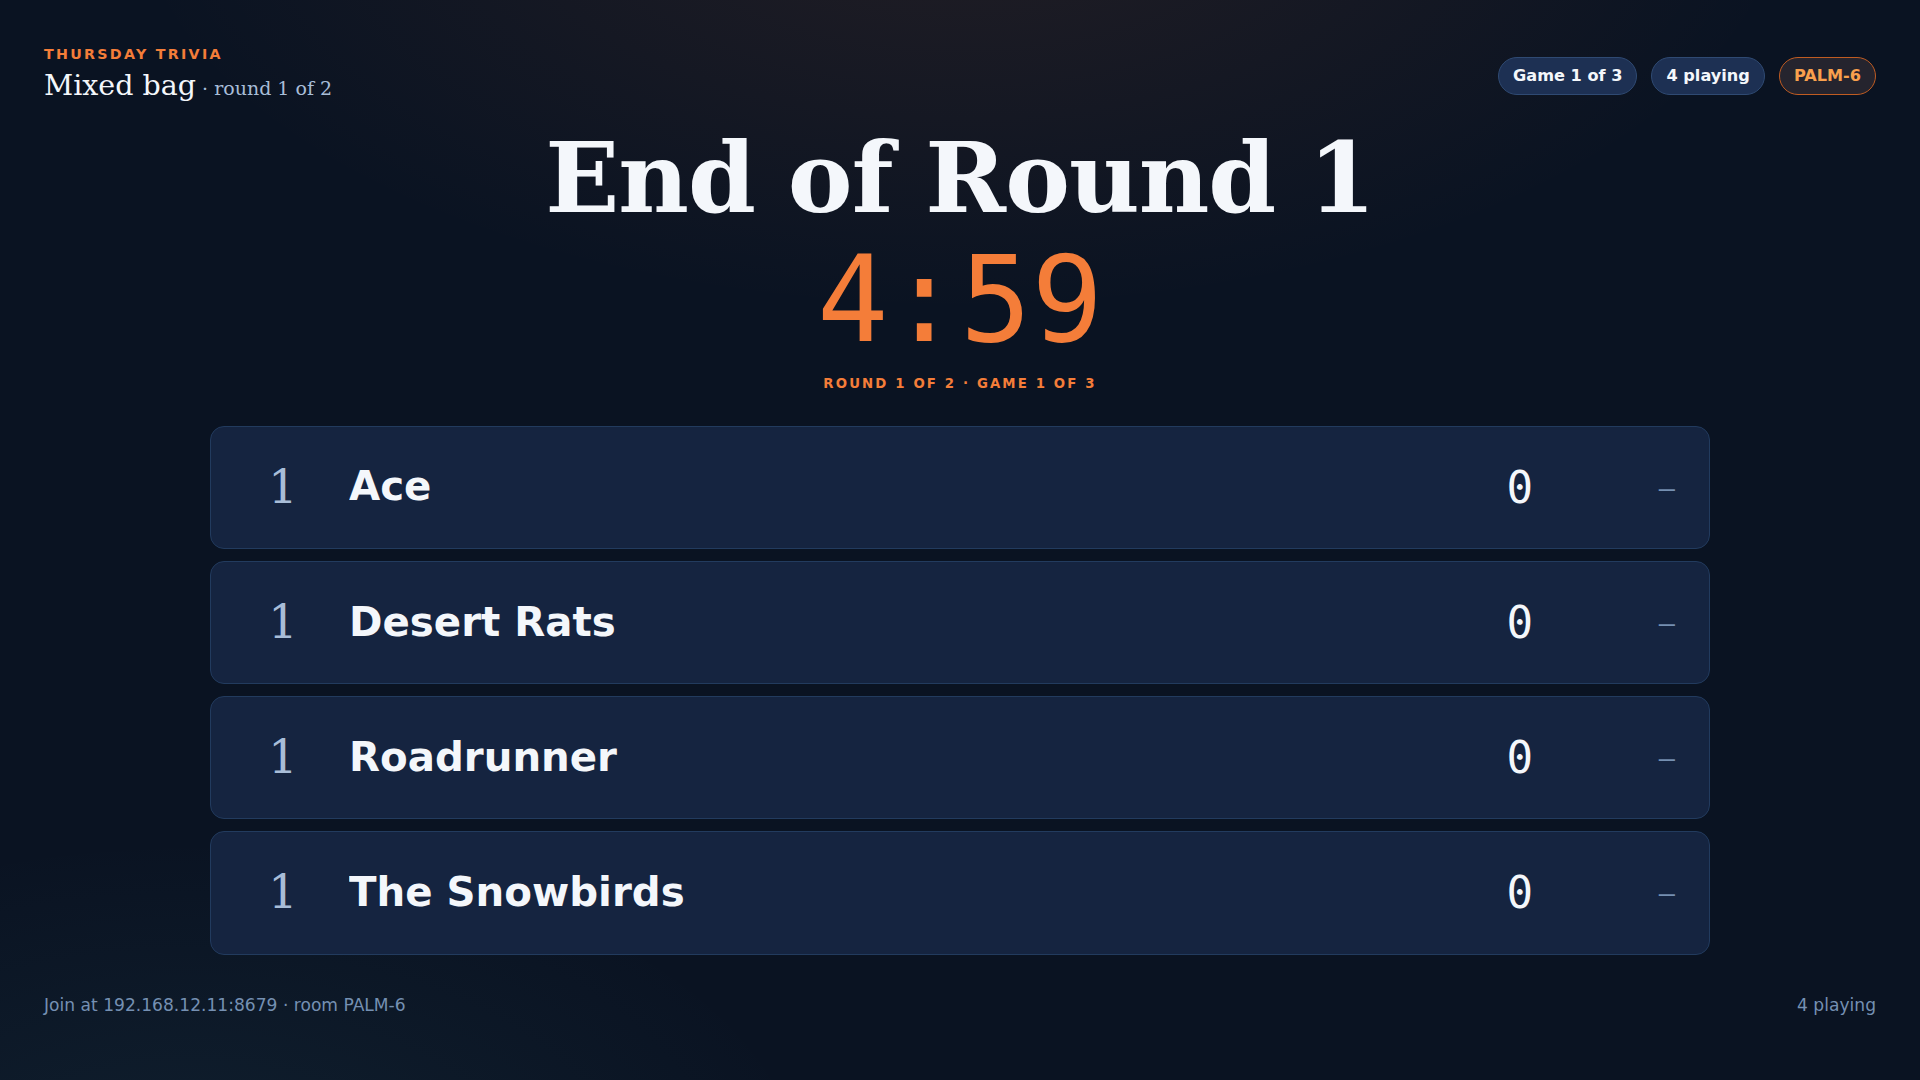 THURSDAY TRIVIA
Mixed bag · round 1 of 2
Game 1 of 3
4 playing
PALM-6
End of Round 1
4:59
ROUND 1 OF 2 · GAME 1 OF 3
1 Ace 0 –
1 Desert Rats 0 –
1 Roadrunner 0 –
1 The Snowbirds 0 –
Join at 192.168.12.11:8679 · room PALM-6
4 playing